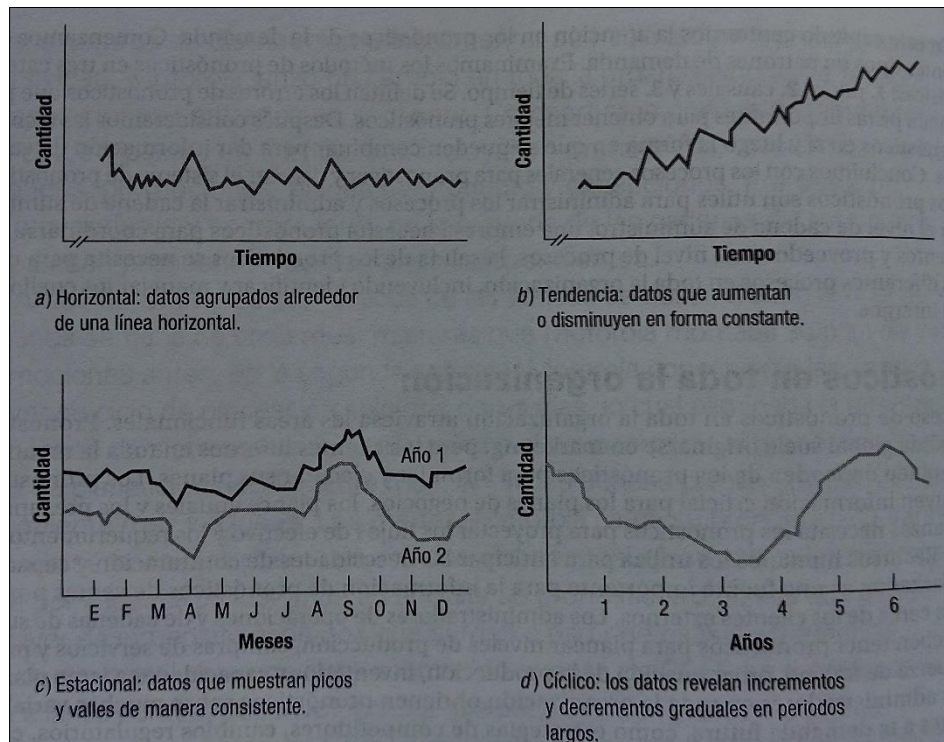 Cantidad
Tiempo
a) Horizontal: datos agrupados alrededor
de una línea horizontal.
Cantidad
Tiempo
b) Tendencia: datos que aumentan
o disminuyen en forma constante.
Cantidad
Año 1
Año 2
E F M A M J J A S O N D
Meses
c) Estacional: datos que muestran picos
y valles de manera consistente.
Cantidad
1 2 3 4 5 6
Años
d) Cíclico: los datos revelan incrementos
y decrementos graduales en periodos
largos.